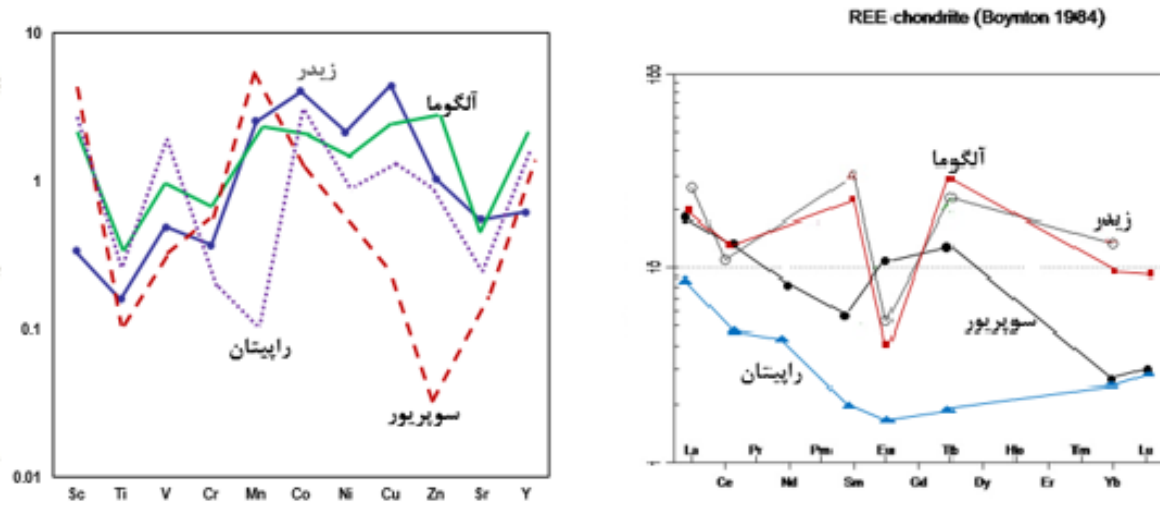 REE chondrite (Boynton 1984)
10
1
0.1
0.01
زیدر
آلگوما
راپیتان
سوپریور
Sc Ti V Cr Mn Co Ni Cu Zn Sr Y
100
10
1
آلگوما
زیدر
سوپریور
راپیتان
La Pr Pm Eu Tb Ho Tm Lu
Ce Nd Sm Gd Dy Er Yb